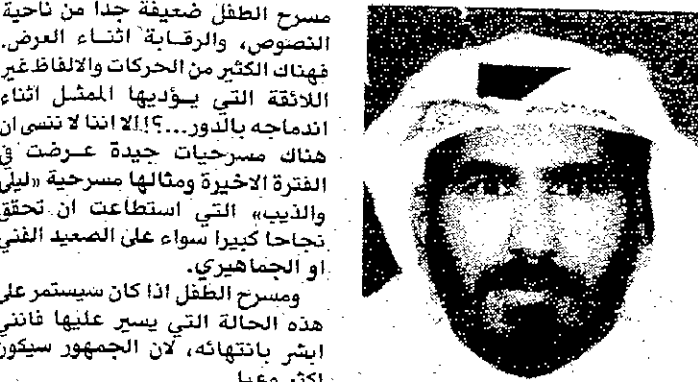 مسرح الطفل ضعيفة جدا من ناحية
النصوص، والرقابة اثناء العرض.
فهناك الكثير من الحركات والالفاظ غير
اللائقة التي يؤديها الممثل اثناء
اندماجه بالدور...؟! إلا اننا لا ننسى ان
هناك مسرحيات جيدة عرضت في
الفترة الاخيرة ومثالها مسرحية «ليلى
والذيب» التي استطاعت ان تحقق
نجاحا كبيرا سواء على الصعيد الفني
او الجماهيري.
ومسرح الطفل اذا كان سيستمر على
هذه الحالة التي يسير عليها فانني
ابشر بانتهائه، لان الجمهور سيكون
اكثر وعيا